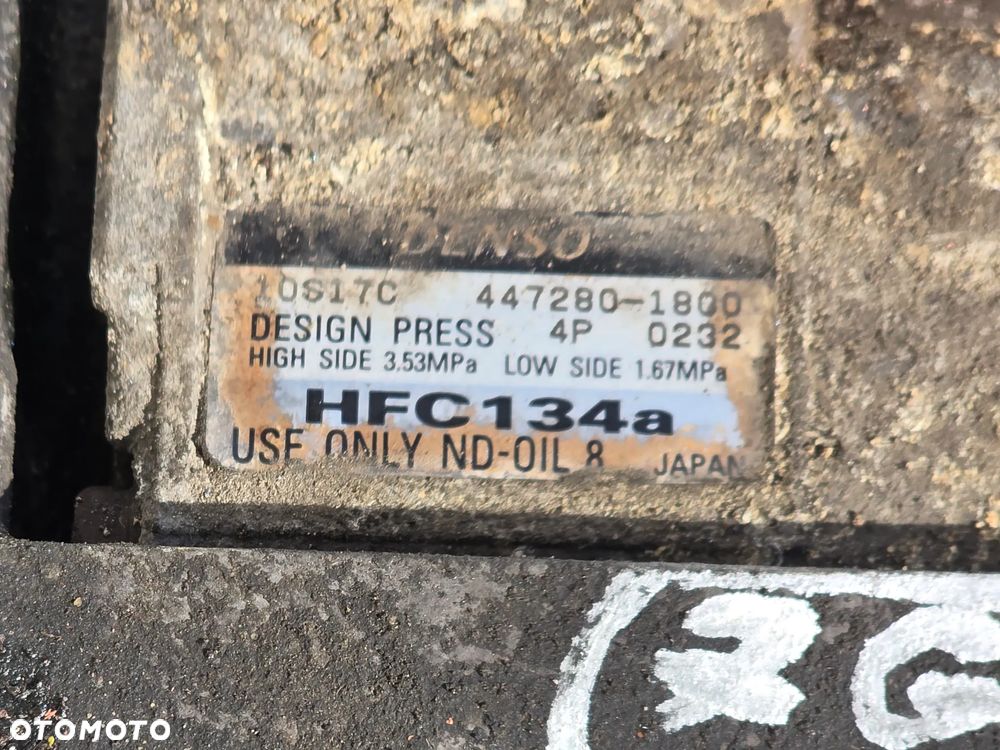 DENSO
10S17C 447280-1800
DESIGN PRESS 4P 0232
HIGH SIDE 3.53MPa LOW SIDE 1.67MPa
HFC134a
USE ONLY ND-OIL 8 JAPAN
OTOMOTO